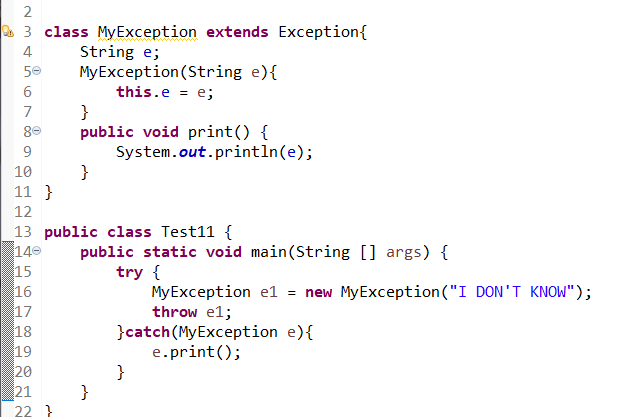 2
3 class MyException extends Exception{
4     String e;
5     MyException(String e){
6         this.e = e;
7     }
8     public void print() {
9         System.out.println(e);
10     }
11 }
12
13 public class Test11 {
14     public static void main(String [] args) {
15         try {
16             MyException e1 = new MyException("I DON'T KNOW");
17             throw e1;
18         }catch(MyException e){
19             e.print();
20         }
21     }
22 }